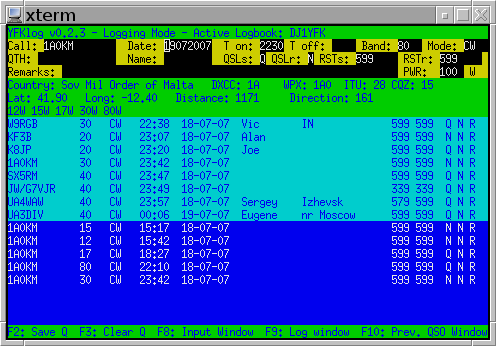 xterm
YFKlog v0.2.3 - Logging Mode - Active Logbook: DJ1YFK
Call: 1A0KM Date: 19072007 T on: 2230 T off: Band: 80 Mode: CW
QTH: Name: QSLs: Q QSLr: N RSTs: 599 RSTr: 599
Remarks: PWR: 100 W
Country: Sov Mil Order of Malta DXCC: 1A WPX: 1A0 ITU: 28 CQZ: 15
Lat: 41.90 Long: -12.40 Distance: 1171 Direction: 161
12W 15W 17W 30W 80W
W9RGB 30 CW 22:38 18-07-07 Vic IN 599 599 Q N R
KF3B 20 CW 23:07 18-07-07 Alan 599 599 Q N R
K8JP 20 CW 23:20 18-07-07 Joe 599 599 Q N R
1A0KM 30 CW 23:42 18-07-07 599 599 N N R
SX5RM 40 CW 23:47 18-07-07 599 599 Q N R
JW/G7VJR 40 CW 23:49 18-07-07 339 339 Q N R
UA4WAW 40 CW 23:57 18-07-07 Sergey Izhevsk 579 599 Q N R
UA3DIV 40 CW 00:06 19-07-07 Eugene nr Moscow 599 599 Q N R
1A0KM 15 CW 15:17 18-07-07 599 599 N N R
1A0KM 12 CW 15:42 18-07-07 599 599 N N R
1A0KM 17 CW 18:27 18-07-07 599 599 N N R
1A0KM 80 CW 22:10 18-07-07 599 599 N N R
1A0KM 30 CW 23:42 18-07-07 599 599 N N R
F2: Save Q F3: Clear Q F8: Input Window F9: Log window F10: Prev. QSO Window